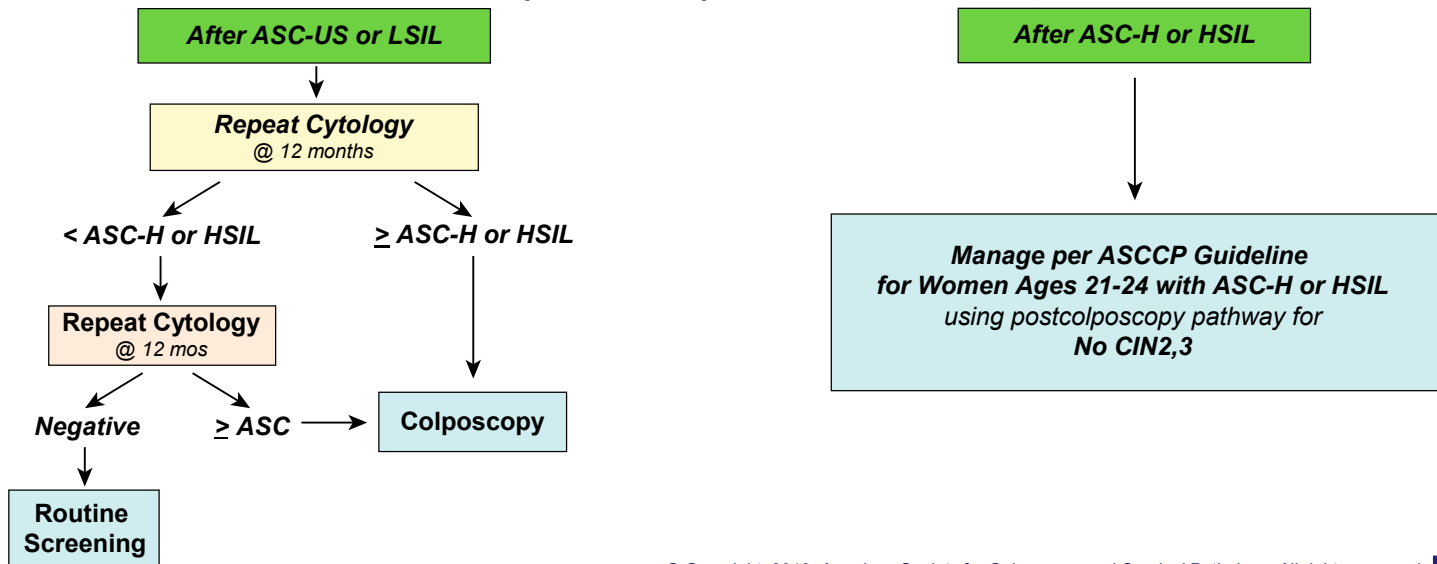 After ASC-US or LSIL
After ASC-H or HSIL
Repeat Cytology
@ 12 months
< ASC-H or HSIL
≥ ASC-H or HSIL
Manage per ASCCP Guideline
for Women Ages 21-24 with ASC-H or HSIL
using postcolposcopy pathway for
No CIN2,3
Repeat Cytology
@ 12 mos
Negative
≥ ASC
Colposcopy
Routine
Screening